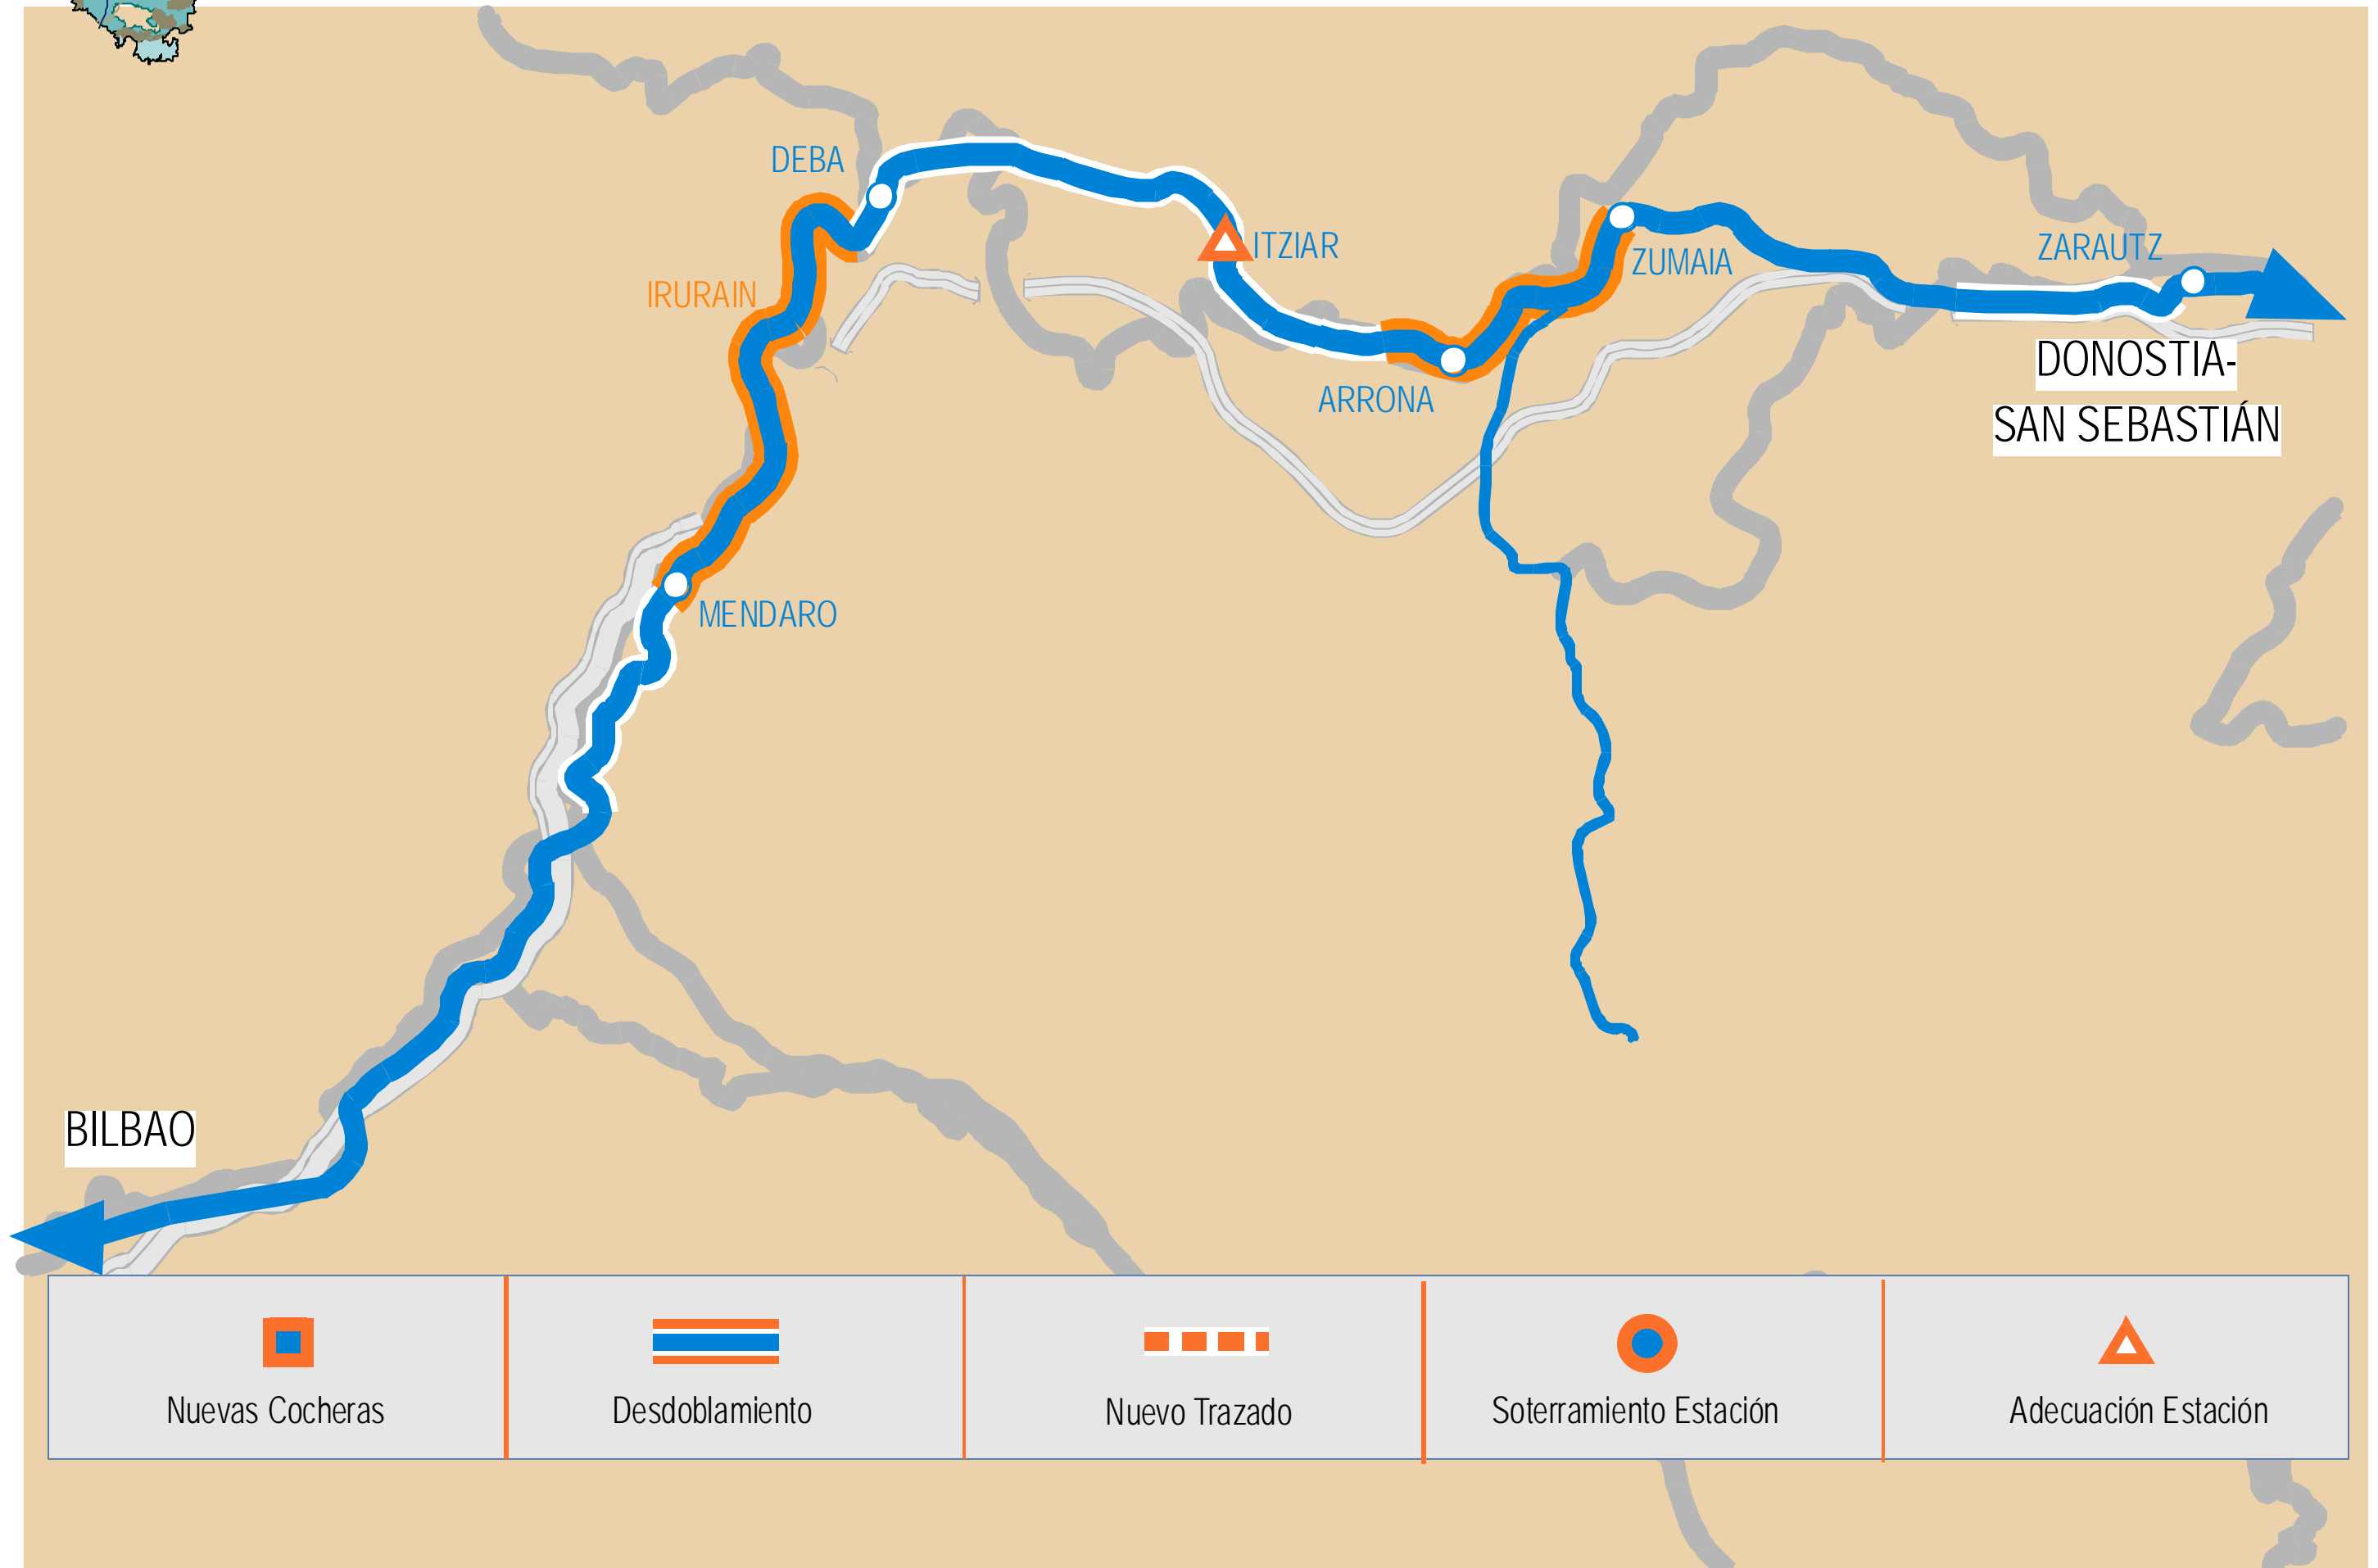 DEBA
ITZIAR
ZUMAIA
ZARAUTZ
IRURAIN
DONOSTIA-
SAN SEBASTIÁN
ARRONA
MENDARO
BILBAO
Nuevas Cocheras
Desdoblamiento
Nuevo Trazado
Soterramiento Estación
Adecuación Estación